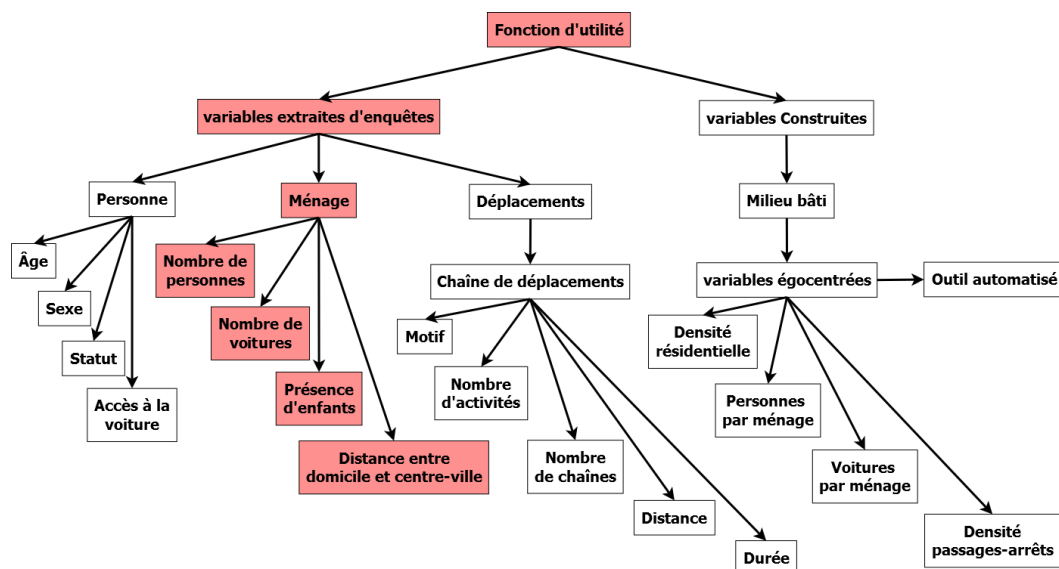 Fonction d'utilité
variables extraites d'enquêtes
variables Construites
Personne
Ménage
Déplacements
Milieu bâti
Âge
Sexe
Statut
Accès à la
voiture
Nombre de
personnes
Nombre de
voitures
Présence
d'enfants
Distance entre
domicile et centre-ville
Chaîne de déplacements
Motif
Nombre
d'activités
Nombre
de chaînes
Distance
Durée
variables égocentrées
Outil automatisé
Densité
résidentielle
Personnes
par ménage
Voitures
par ménage
Densité
passages-arrêts